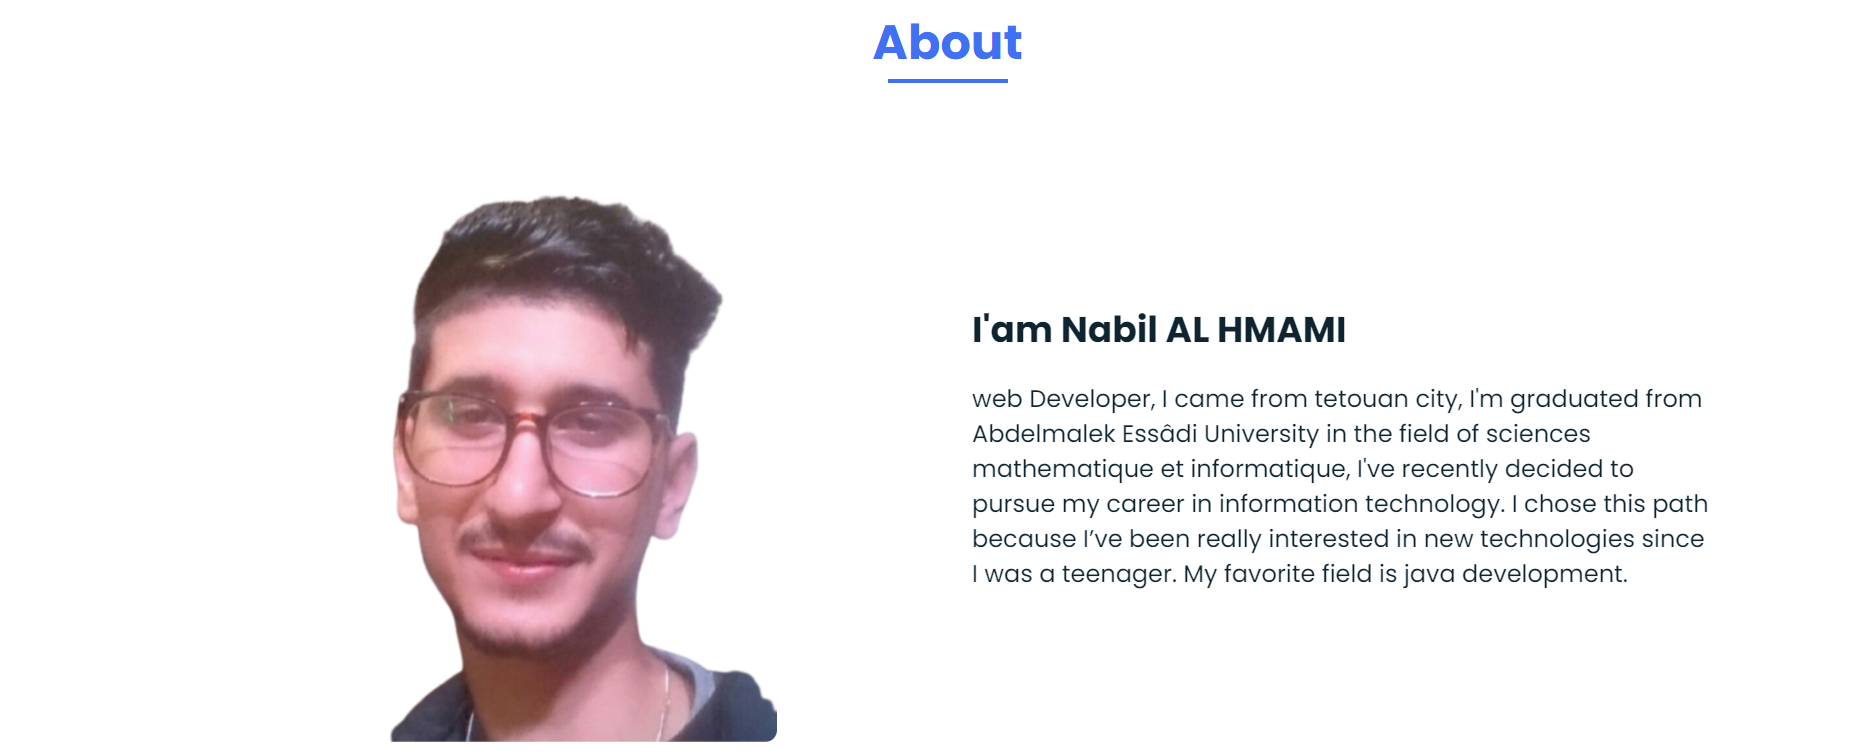 About
I'am Nabil AL HMAMI
web Developer, I came from tetouan city, I'm graduated from
Abdelmalek Essâdi University in the field of sciences
mathematique et informatique, I've recently decided to
pursue my career in information technology. I chose this path
because I’ve been really interested in new technologies since
I was a teenager. My favorite field is java development.